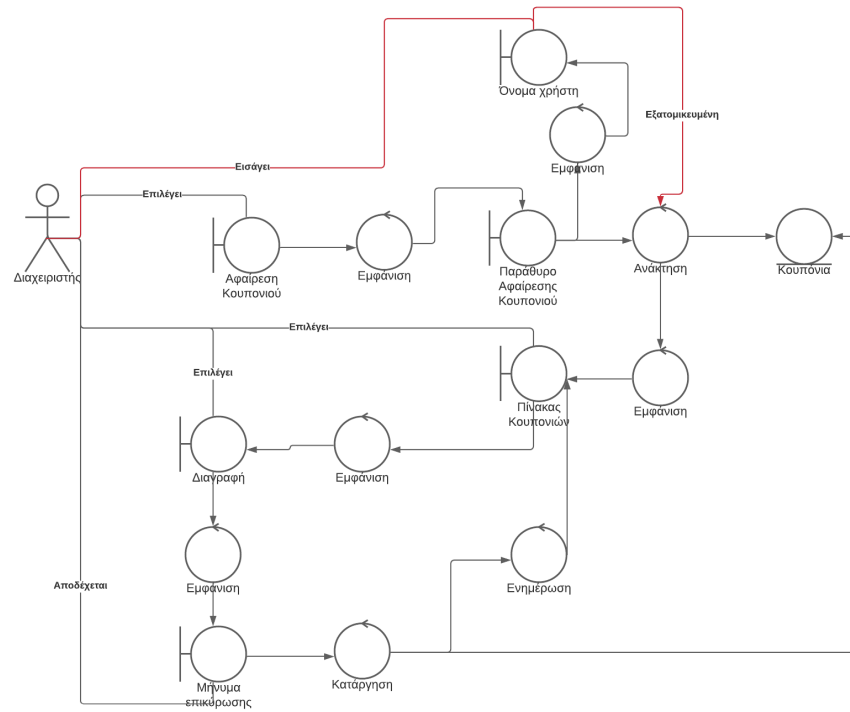 Όνομα χρήστη
Εξατομικευμένη
Εμφάνιση
Εισάγει
Επιλέγει
Διαχειριστής
Αφαίρεση
Κουπονιού
Εμφάνιση
Παράθυρο
Αφαίρεσης
Κουπονιού
Ανάκτηση
Κουπόνια
Επιλέγει
Επιλέγει
Πίνακας
Κουπονιών
Εμφάνιση
Διαγραφή
Εμφάνιση
Αποδέχεται
Εμφάνιση
Ενημέρωση
Μήνυμα
επικύρωσης
Κατάργηση